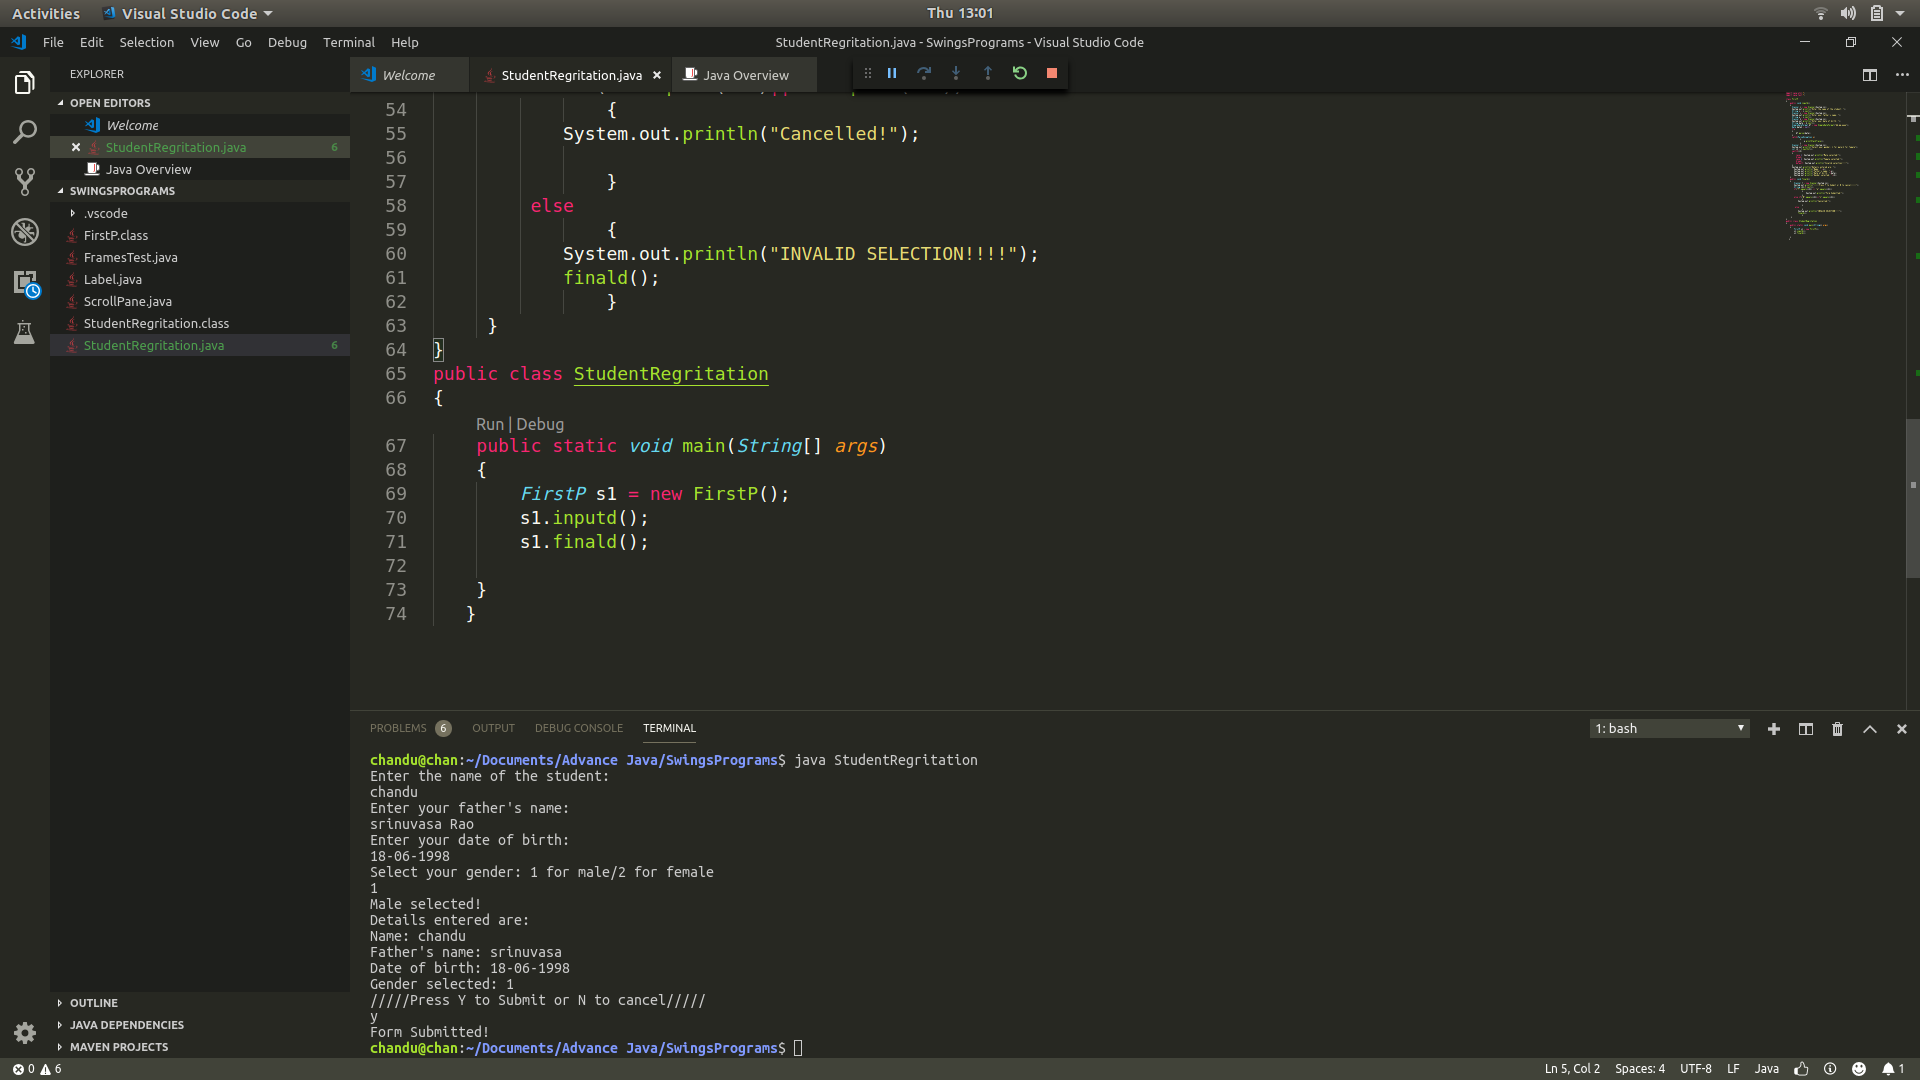 Activities Visual Studio Code Thu 13:01
File Edit Selection View Go Debug Terminal Help StudentRegritation.java - SwingsPrograms - Visual Studio Code
EXPLORER
OPEN EDITORS
Welcome
StudentRegritation.java 6
Java Overview
SWINGSPROGRAMS
.vscode
FirstP.class
FramesTest.java
Label.java
ScrollPane.java
StudentRegritation.class
StudentRegritation.java 6
OUTLINE
JAVA DEPENDENCIES
MAVEN PROJECTS
Welcome StudentRegritation.java Java Overview
54 {
55 System.out.println("Cancelled!");
56
57 }
58 else
59 {
60 System.out.println("INVALID SELECTION!!!!");
61 finald();
62 }
63 }
64 }
65 public class StudentRegritation
66 {
Run | Debug
67 public static void main(String[] args)
68 {
69 FirstP s1 = new FirstP();
70 s1.inputd();
71 s1.finald();
72
73 }
74 }
PROBLEMS 6 OUTPUT DEBUG CONSOLE TERMINAL 1: bash
chandu@chan:~/Documents/Advance Java/SwingsPrograms$ java StudentRegritation
Enter the name of the student:
chandu
Enter your father's name:
srinuvasa Rao
Enter your date of birth:
18-06-1998
Select your gender: 1 for male/2 for female
1
Male selected!
Details entered are:
Name: chandu
Father's name: srinuvasa
Date of birth: 18-06-1998
Gender selected: 1
/////Press Y to Submit or N to cancel/////
y
Form Submitted!
chandu@chan:~/Documents/Advance Java/SwingsPrograms$
0 6 Ln 5, Col 2 Spaces: 4 UTF-8 LF Java 1